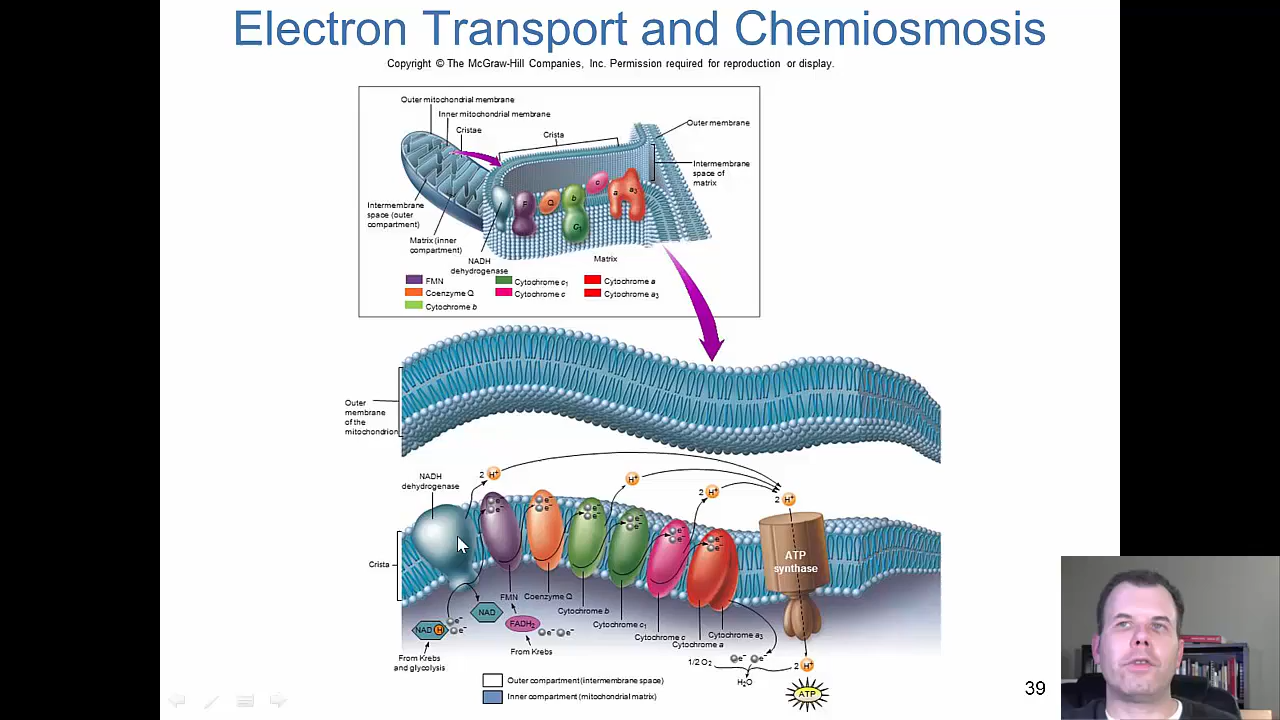 Electron Transport and Chemiosmosis
Copyright © The McGraw-Hill Companies, Inc. Permission required for reproduction or display.
Outer mitochondrial membrane
Inner mitochondrial membrane
Cristae
Crista
Outer membrane
Intermembrane
space of
matrix
F
Q
b
C1
c
a
a3
Intermembrane
space (outer
compartment)
Matrix (inner
compartment)
NADH
dehydrogenase
Matrix
FMN
Coenzyme Q
Cytochrome b
Cytochrome c1
Cytochrome c
Cytochrome a
Cytochrome a3
Outer
membrane
of the
mitochondrion
NADH
dehydrogenase
2 H+
H+
2 H+
2 H+
e−
e−
e−
e−
e−
e−
e−
e−
e−
e−
e−
e−
ATP
synthase
Crista
FMN
Coenzyme Q
Cytochrome b
Cytochrome c1
Cytochrome c
Cytochrome a
Cytochrome a3
NAD H
e−
e−
NAD
FADH2
e− e−
From Krebs
and glycolysis
From Krebs
1/2 O2
e− e−
2 H+
H2O
ATP
Outer compartment (intermembrane space)
Inner compartment (mitochondrial matrix)
39